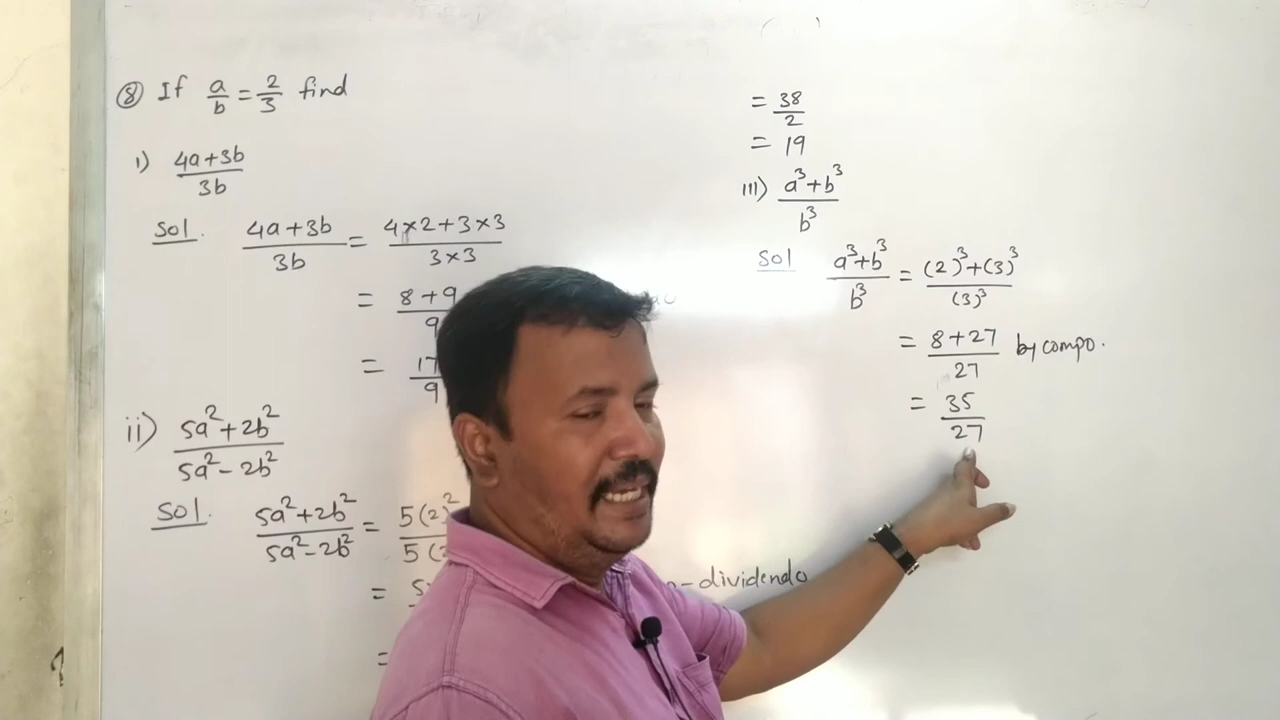 ⑧ If a/b = 2/3 find
i) 4a+3b/3b
Sol. 4a+3b/3b = 4×2+3×3/3×3
= 8+9/9
= 17/9
ii) 5a²+2b²/5a²-2b²
Sol. 5a²+2b²/5a²-2b² = 5(2)²
=
=
-dividendo
= 38/2
= 19
III) a³+b³/b³
Sol a³+b³/b³ = (2)³+(3)³/(3)³
= 8+27/27 by compo.
= 35/27